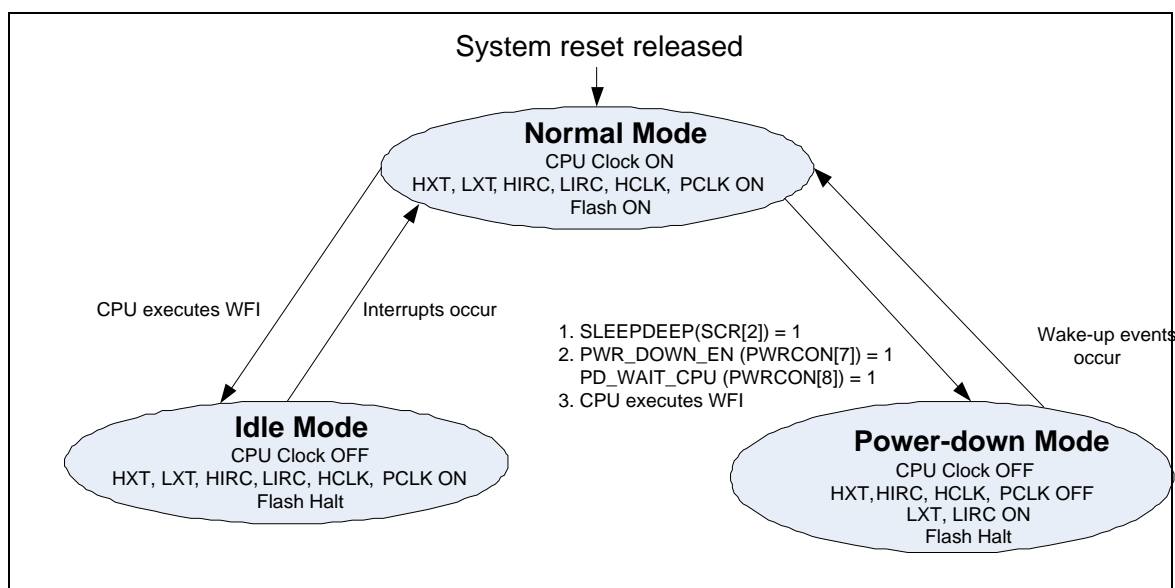 System reset released
Normal Mode
CPU Clock ON
HXT, LXT, HIRC, LIRC, HCLK, PCLK ON
Flash ON
CPU executes WFI
Interrupts occur
1. SLEEPDEEP(SCR[2]) = 1
2. PWR_DOWN_EN (PWRCON[7]) = 1
PD_WAIT_CPU (PWRCON[8]) = 1
3. CPU executes WFI
Wake-up events
occur
Idle Mode
CPU Clock OFF
HXT, LXT, HIRC, LIRC, HCLK, PCLK ON
Flash Halt
Power-down Mode
CPU Clock OFF
HXT, HIRC, HCLK, PCLK OFF
LXT, LIRC ON
Flash Halt